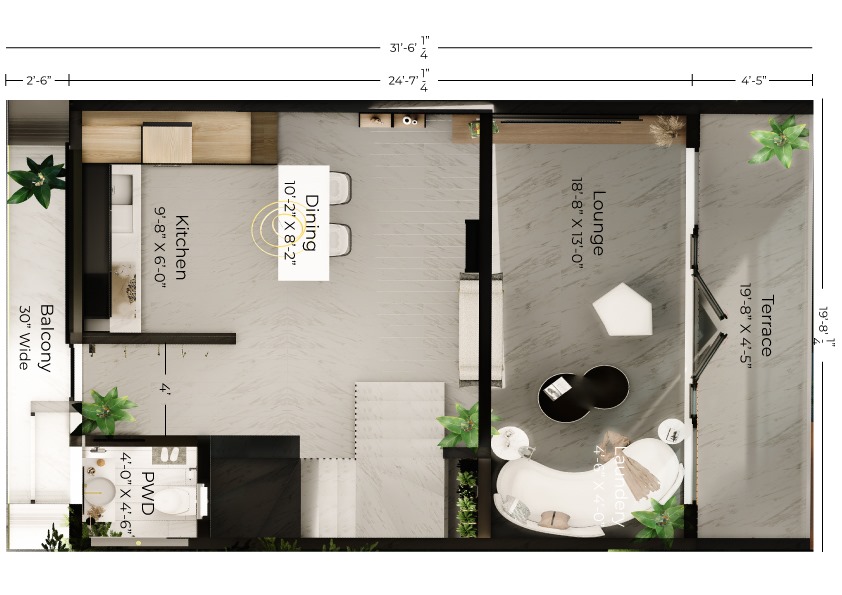 31'-6' 1"
4
2'-6"
24'-7' 1"
4
4'-5"
Kitchen
9'-8" X 6'-0"
Dining
10'-2" X 8'-2"
Lounge
18'-8" X 13'-0"
Terrace
19'-8" X 4'-5"
19'-8' 1"
4
Balcony
30" Wide
4'
PWD
4'-0" X 4'-6"
Laundery
4'-6" X 4'-0"